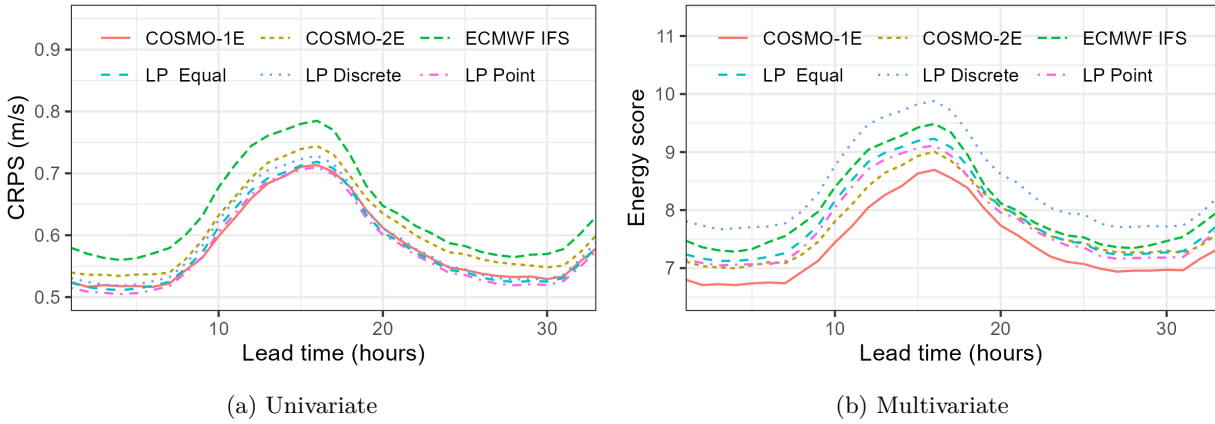 COSMO-1E COSMO-2E ECMWF IFS
LP Equal LP Discrete LP Point
CRPS (m/s)
0.9
0.8
0.7
0.6
0.5
10 20 30
Lead time (hours)
(a) Univariate
COSMO-1E COSMO-2E ECMWF IFS
LP Equal LP Discrete LP Point
Energy score
11
10
9
8
7
10 20 30
Lead time (hours)
(b) Multivariate